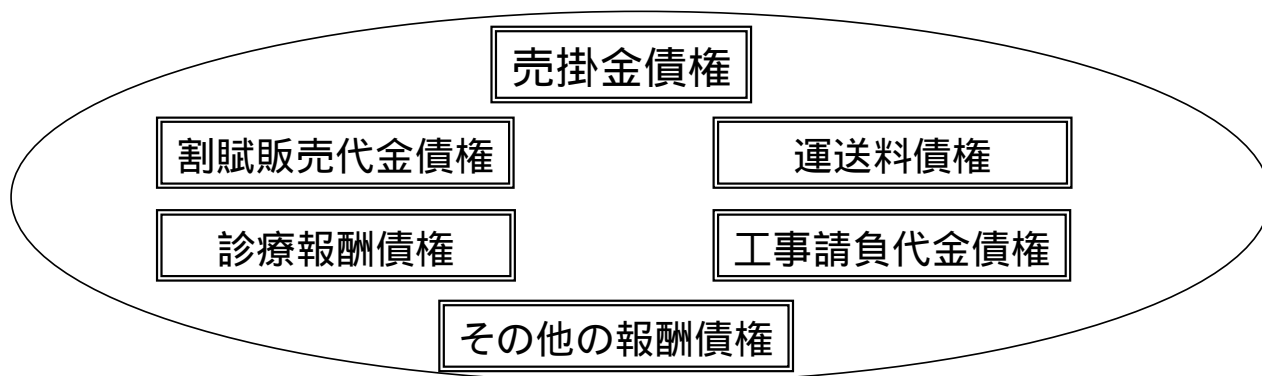 売掛金債権
割賦販売代金債権
運送料債権
診療報酬債権
工事請負代金債権
その他の報酬債権